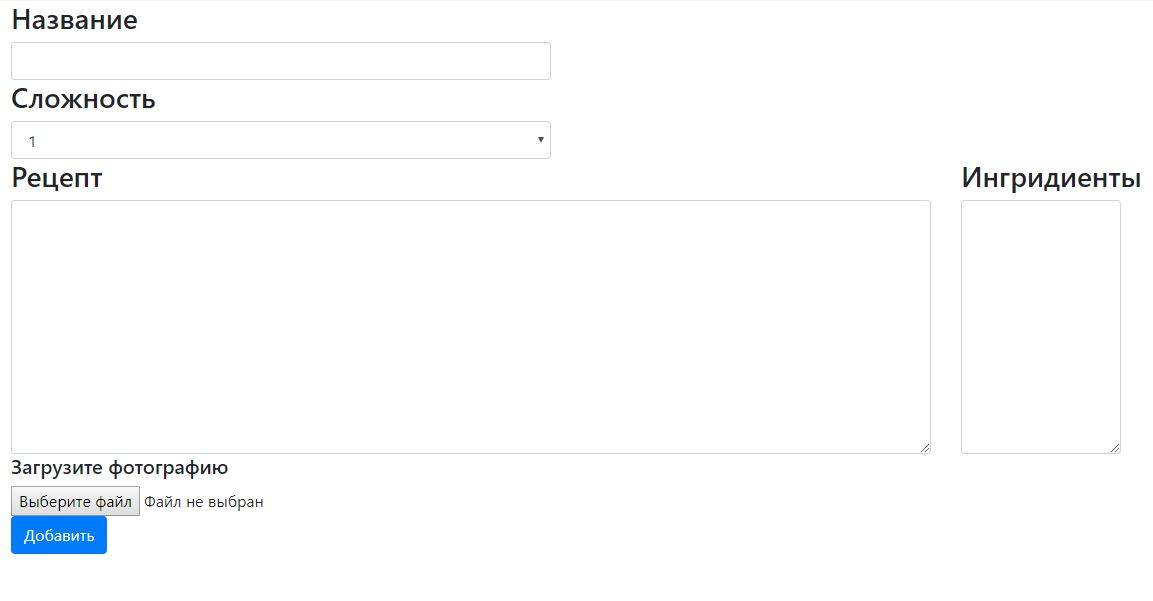 Название
Сложность
1
Рецепт
Ингридиенты
Загрузите фотографию
Выберите файл Файл не выбран
Добавить